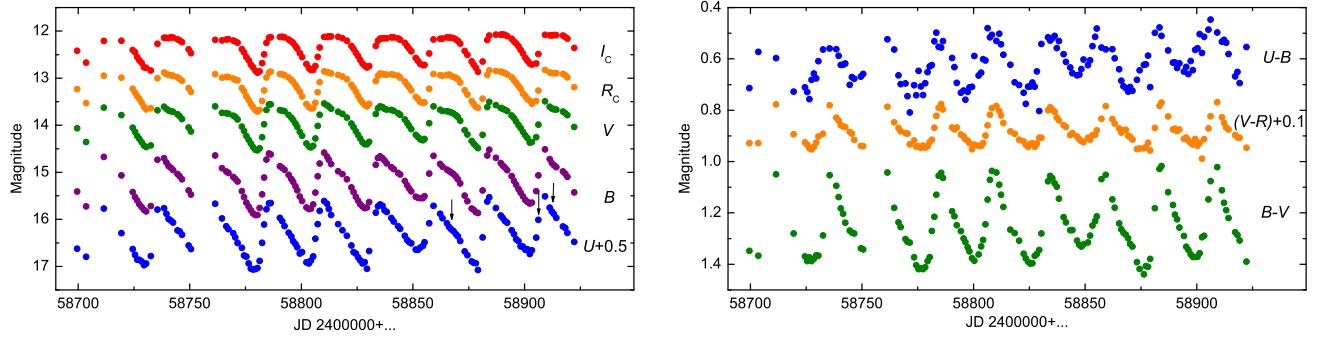 12
13
14
15
16
17
Magnitude
I_C
R_C
V
B
U+0.5
58700
58750
58800
58850
58900
JD 2400000+...
0.4
0.6
0.8
1.0
1.2
1.4
Magnitude
U-B
(V-R)+0.1
B-V
58700
58750
58800
58850
58900
JD 2400000+...